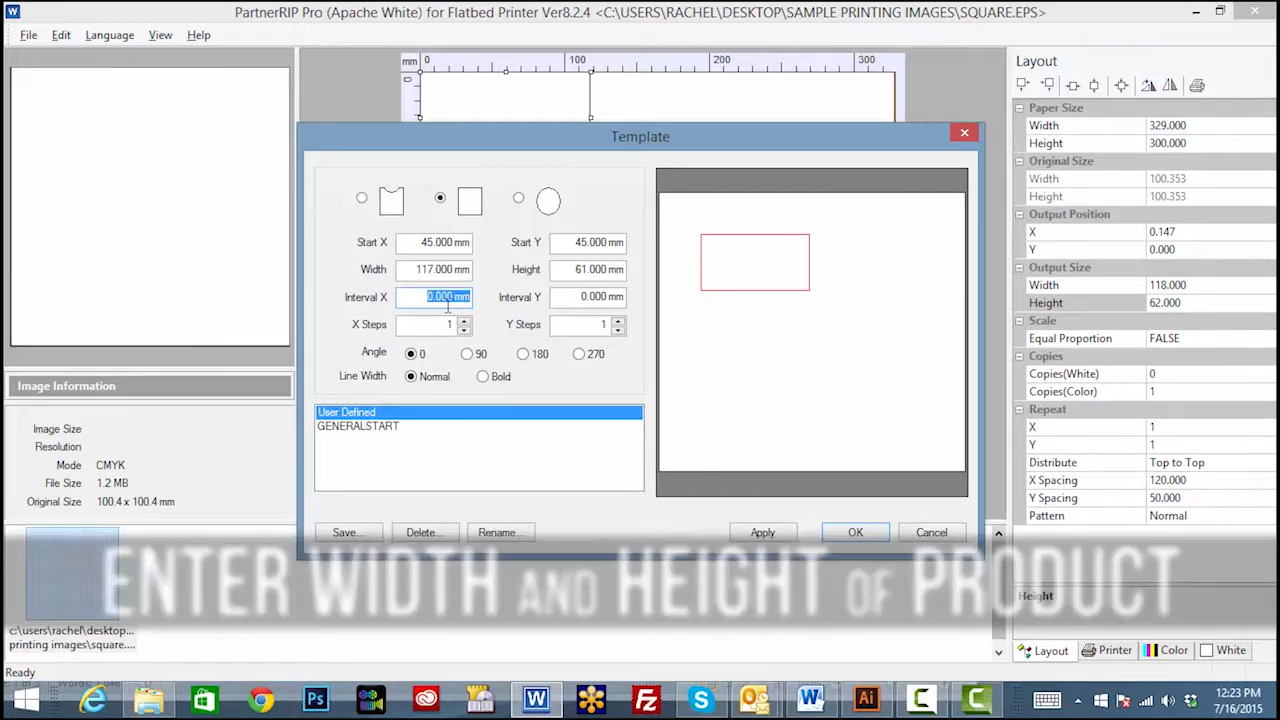 PartnerRIP Pro (Apache White) for Flatbed Printer Ver8.2.4 <C:\USERS\RACHEL\DESKTOP\SAMPLE PRINTING IMAGES\SQUARE.EPS>
File Edit Language View Help
mm 0 100 200 300
0
Layout
Paper Size
Width 329.000
Height 300.000
Original Size
Width 100.353
Height 100.353
Output Position
X 0.147
Y 0.000
Output Size
Width 118.000
Height 62.000
Scale
Equal Proportion FALSE
Copies
Copies(White) 0
Copies(Color) 1
Repeat
X 1
Y 1
Distribute Top to Top
X Spacing 120.000
Y Spacing 50.000
Pattern Normal
Height
Layout Printer Color White
Template
Start X 45.000 mm Start Y 45.000 mm
Width 117.000 mm Height 61.000 mm
Interval X 0.000 mm Interval Y 0.000 mm
X Steps 1 Y Steps 1
Angle 0 90 180 270
Line Width Normal Bold
User Defined
GENERALSTART
Save... Delete... Rename... Apply OK Cancel
Image Information
Image Size
Resolution
Mode CMYK
File Size 1.2 MB
Original Size 100.4 x 100.4 mm
ENTER WIDTH AND HEIGHT OF PRODUCT
c:\users\rachel\desktop...
printing images\square....
Ready
12:23 PM
7/16/2015